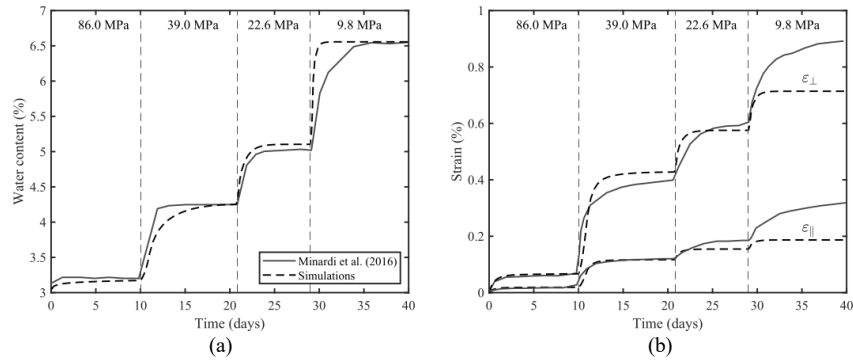 86.0 MPa 39.0 MPa 22.6 MPa 9.8 MPa
7
6.5
6
5.5
5
4.5
4
3.5
3
Water content (%)
Minardi et al. (2016)
Simulations
0 5 10 15 20 25 30 35 40
Time (days)
(a)
86.0 MPa 39.0 MPa 22.6 MPa 9.8 MPa
1
0.8
0.6
0.4
0.2
0
Strain (%)
ε⊥
ε∥
0 5 10 15 20 25 30 35 40
Time (days)
(b)